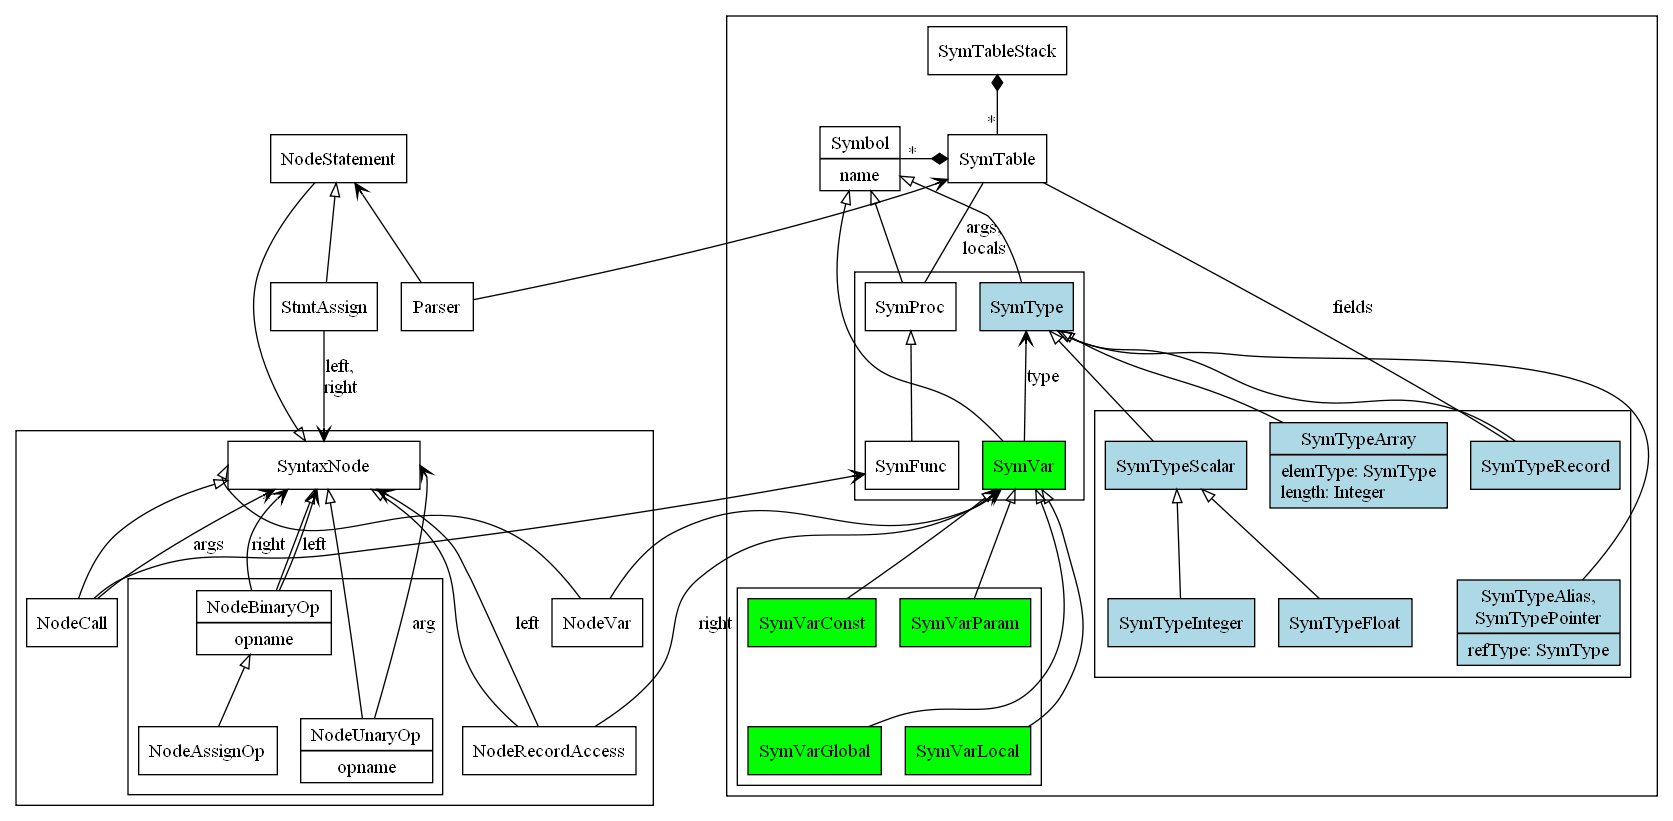 SymTableStack
*
NodeStatement
Symbol
name
*
SymTable
args,
locals
StmtAssign
Parser
SymProc
SymType
fields
left,
right
type
SyntaxNode
SymFunc
SymVar
SymTypeScalar
SymTypeArray
elemType: SymType
length: Integer
SymTypeRecord
*
args
right
left
NodeCall
NodeBinaryOp
opname
arg
left
NodeVar
right
SymVarConst
SymVarParam
SymTypeInteger
SymTypeFloat
SymTypeAlias,
SymTypePointer
refType: SymType
NodeAssignOp
NodeUnaryOp
opname
NodeRecordAccess
SymVarGlobal
SymVarLocal